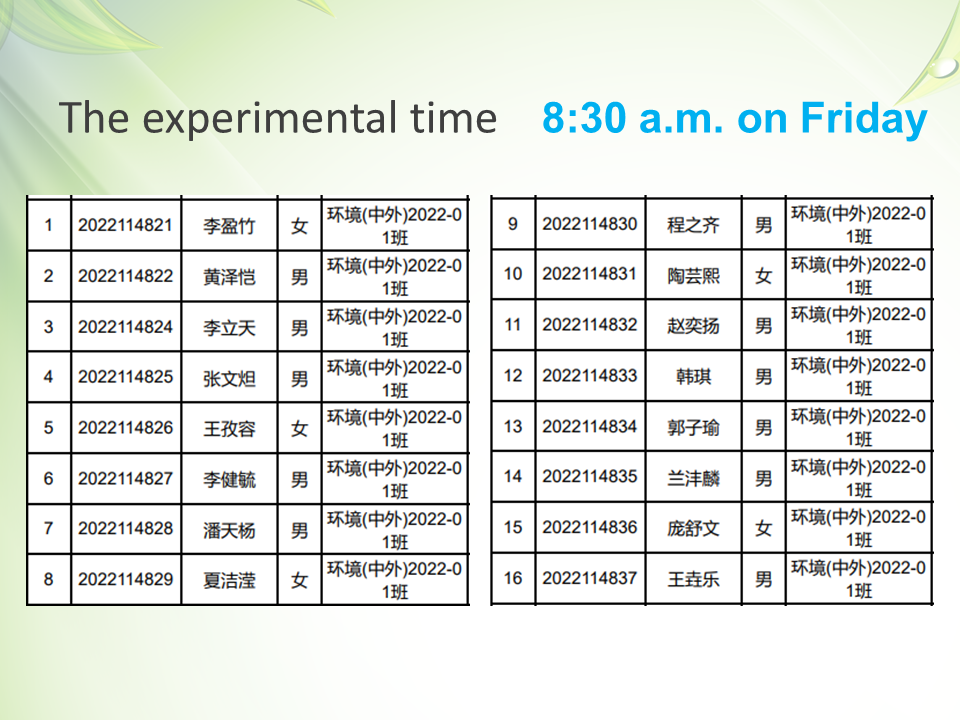 The experimental time 8:30 a.m. on Friday
1 2022114821 李盈竹 女 环境(中外)2022-0
1班
2 2022114822 黄泽恺 男 环境(中外)2022-0
1班
3 2022114824 李立天 男 环境(中外)2022-0
1班
4 2022114825 张文炟 男 环境(中外)2022-0
1班
5 2022114826 王孜容 女 环境(中外)2022-0
1班
6 2022114827 李健毓 男 环境(中外)2022-0
1班
7 2022114828 潘天杨 男 环境(中外)2022-0
1班
8 2022114829 夏洁滢 女 环境(中外)2022-0
1班
9 2022114830 程之齐 男 环境(中外)2022-0
1班
10 2022114831 陶芸熙 女 环境(中外)2022-0
1班
11 2022114832 赵奕扬 男 环境(中外)2022-0
1班
12 2022114833 韩琪 男 环境(中外)2022-0
1班
13 2022114834 郭子瑜 男 环境(中外)2022-0
1班
14 2022114835 兰沣麟 男 环境(中外)2022-0
1班
15 2022114836 庞舒文 女 环境(中外)2022-0
1班
16 2022114837 王垚乐 男 环境(中外)2022-0
1班